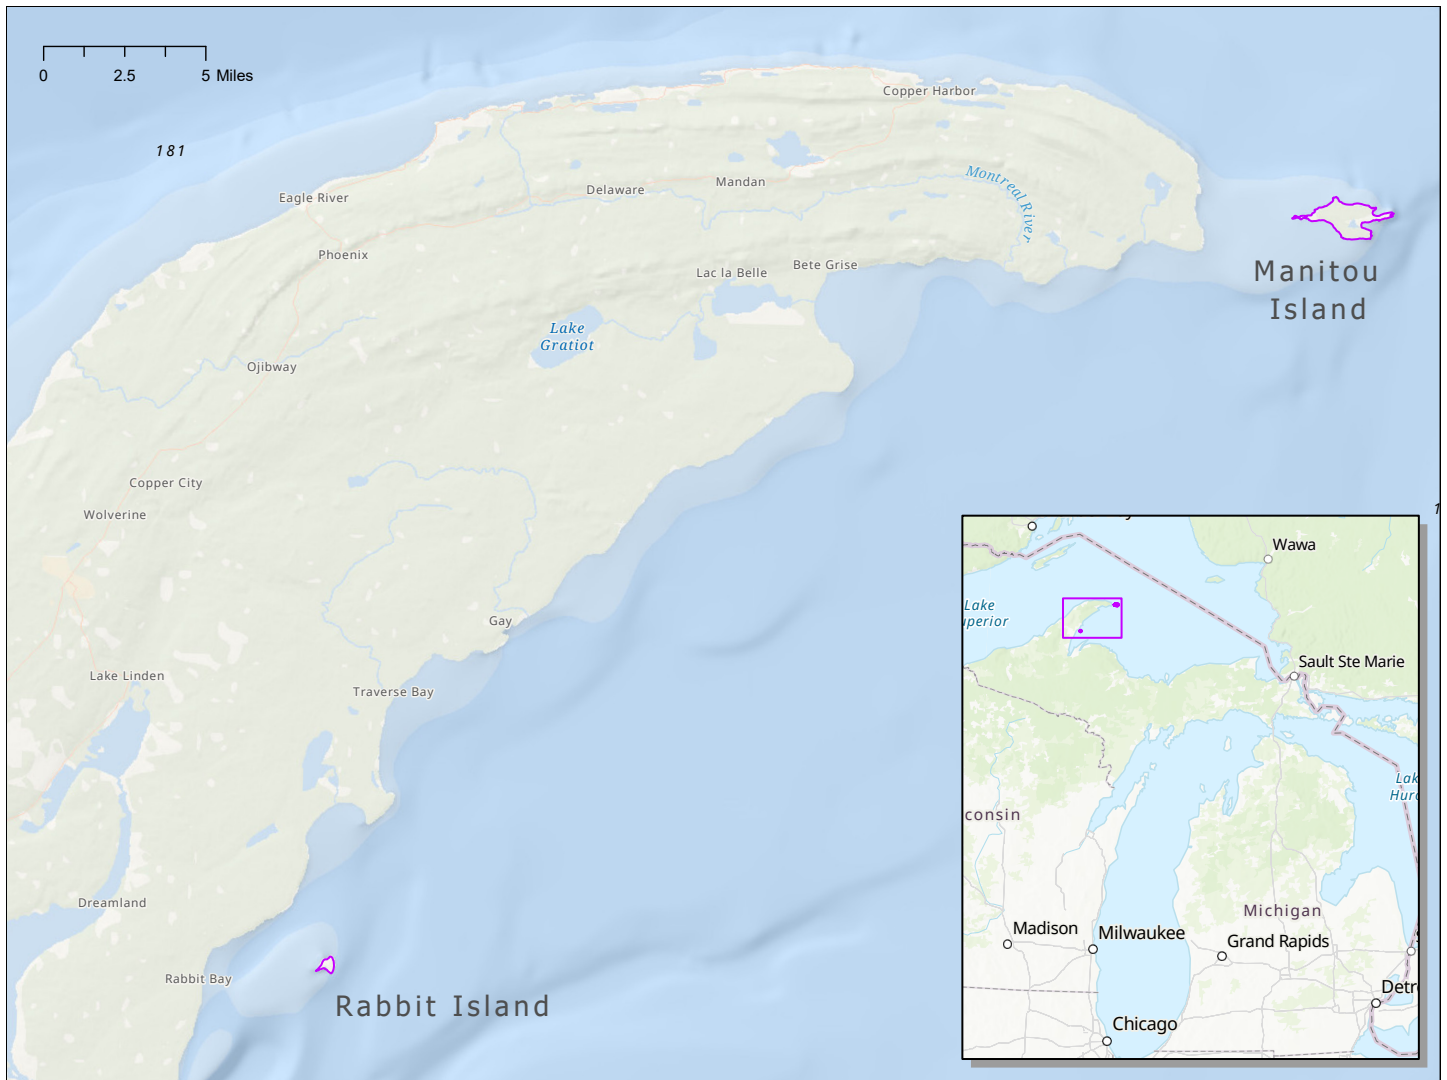 0 2.5 5 Miles
Copper Harbor
181
Montreal River
Mandan
Delaware
Eagle River
Phoenix
Manitou
Island
Bete Grise
Lac la Belle
Lake
Gratiot
Ojibway
Copper City
Wolverine
Gay
Lake Linden
Traverse Bay
Dreamland
Rabbit Bay
Rabbit Island
Wawa
Lake
uperior
Sault Ste Marie
Lak
Huro
consin
Michigan
Madison
Milwaukee
Grand Rapids
Detr
Chicago